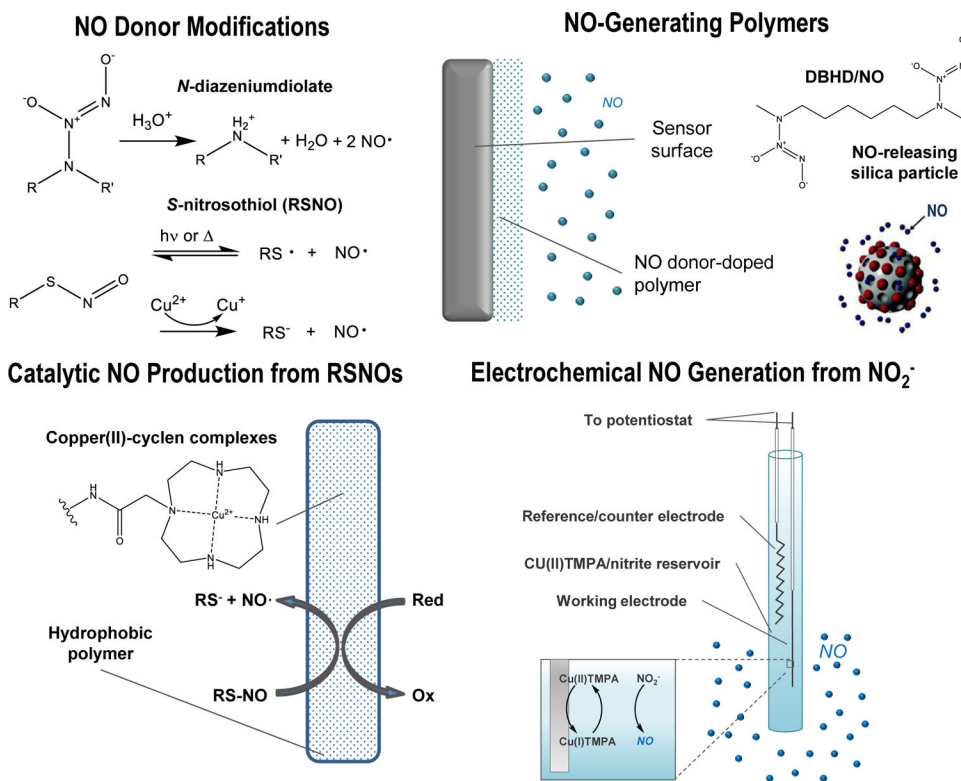 NO Donor Modifications
O⁻
⁻O
N⁺
N
N
R
R'
H₃O⁺
N-diazeniumdiolate
H₂⁺
N
R
R'
+ H₂O + 2 NO•
S-nitrosothiol (RSNO)
R
S
N
O
hν or Δ
RS • + NO•
Cu²⁺
Cu⁺
RS⁻ + NO•
NO-Generating Polymers
NO
Sensor
surface
NO donor-doped
polymer
DBHD/NO
O
⁻O
N⁺
N
N
N
N⁺
⁻O
N
O⁻
NO-releasing
silica particle
NO
Catalytic NO Production from RSNOs
Copper(II)-cyclen complexes
H
N
O
N
H
N
Cu²⁺
NH
N
H
RS⁻ + NO·
Red
Hydrophobic
polymer
RS-NO
Ox
Electrochemical NO Generation from NO₂⁻
To potentiostat
Reference/counter electrode
CU(II)TMPA/nitrite reservoir
Working electrode
NO
Cu(II)TMPA
NO₂⁻
Cu(I)TMPA
NO